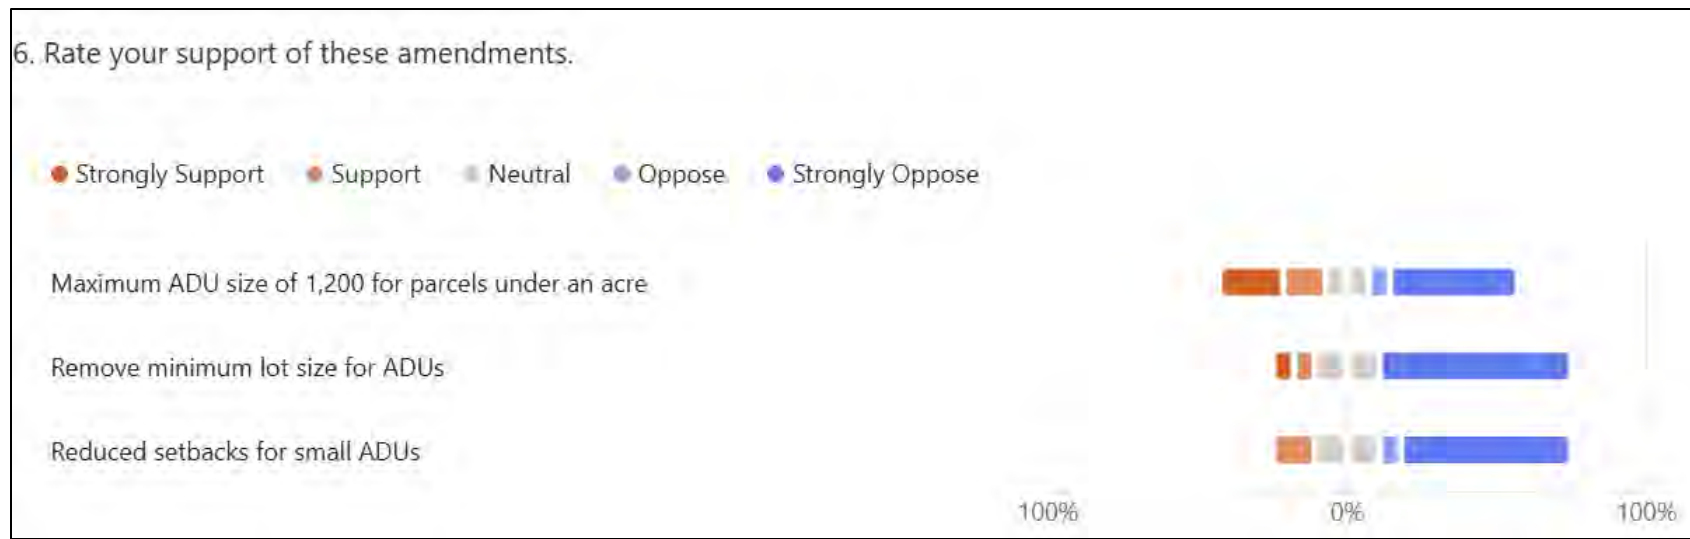 6. Rate your support of these amendments.
Strongly Support Support Neutral Oppose Strongly Oppose
Maximum ADU size of 1,200 for parcels under an acre
Remove minimum lot size for ADUs
Reduced setbacks for small ADUs
100% 0% 100%